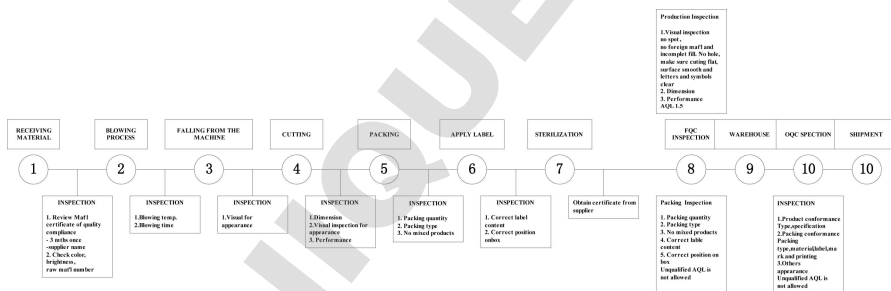 Production Inspection
1.Visual inspection
no spot,
no foreign mat'l and
incomplet fill. No hole,
make sure cuting flat,
surface smooth and
letters and symbols
clear
2. Dimension
3. Performance
AQL 1.5
RECEIVING
MATERIAL
BLOWING
PROCESS
FALLING FROM THE
MACHINE
CUTTING
PACKING
APPLY LABEL
STERILIZATION
FQC
INSPECTION
WAREHOUSE
OQC SPECTION
SHIPMENT
1
2
3
4
5
6
7
8
9
10
10
INSPECTION
1. Review Mat'l
certificate of quality
compliance
- 3 mths once
-supplier name
2. Check color,
brightness,
raw mat'l number
INSPECTION
1.Blowing temp.
2.Blowing time
INSPECTION
1.Visual for
appearance
INSPECTION
1.Dimension
2.Visual inspection for
appearance
3. Performance
INSPECTION
1. Packing quantity
2. Packing type
3. No mixed products
INSPECTION
1. Correct label
content
2. Correct position
onbox
Obtain certificate from
supplier
Packing Inspection
1. Packing quantity
2. Packing type
3. No mixed products
4. Correct lable
content
5. Correct position on
box
Unqualified AQL is
not allowed
INSPECTION
1.Product conformance
Type,specification
2.Packing conformance
Packing
type,material,label,ma
rk and printing
3.Others
appearance
Unqualified AQL is
not allowed